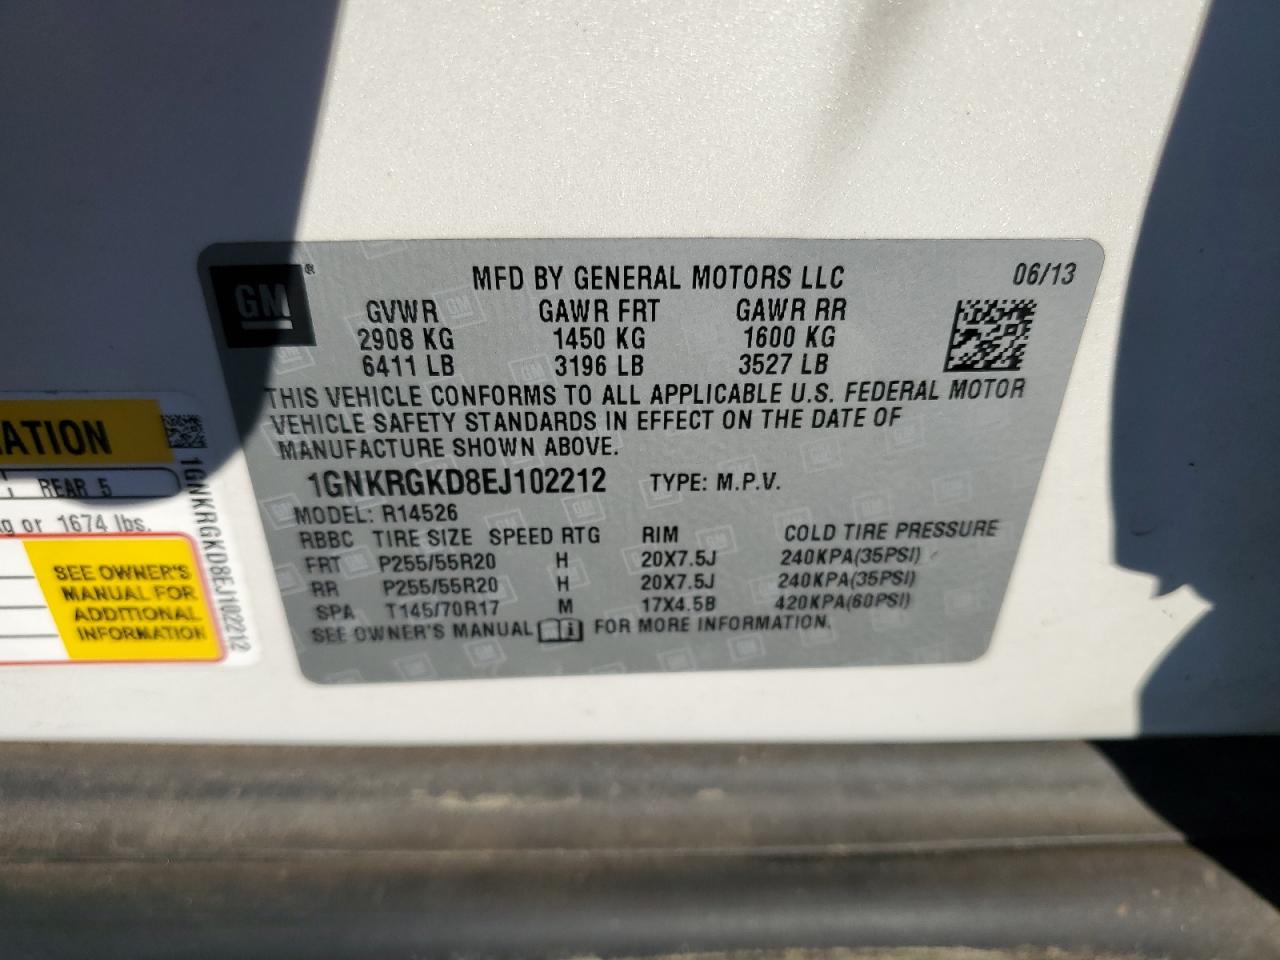 GM ®
MFD BY GENERAL MOTORS LLC 06/13
GVWR GAWR FRT GAWR RR
2908 KG 1450 KG 1600 KG
6411 LB 3196 LB 3527 LB
THIS VEHICLE CONFORMS TO ALL APPLICABLE U.S. FEDERAL MOTOR
VEHICLE SAFETY STANDARDS IN EFFECT ON THE DATE OF
MANUFACTURE SHOWN ABOVE.
1GNKRGKD8EJ102212 TYPE: M.P.V.
MODEL: R14526
RBBC TIRE SIZE SPEED RTG RIM COLD TIRE PRESSURE
FRT P255/55R20 H 20X7.5J 240KPA(35PSI)
RR P255/55R20 H 20X7.5J 240KPA(35PSI)
SPA T145/70R17 M 17X4.5B 420KPA(60PSI)
SEE OWNER'S MANUAL FOR MORE INFORMATION.
ATION
REAR 5
or 1674 lbs.
SEE OWNER'S
MANUAL FOR
ADDITIONAL
INFORMATION
1GNKRGKD8EJ102212